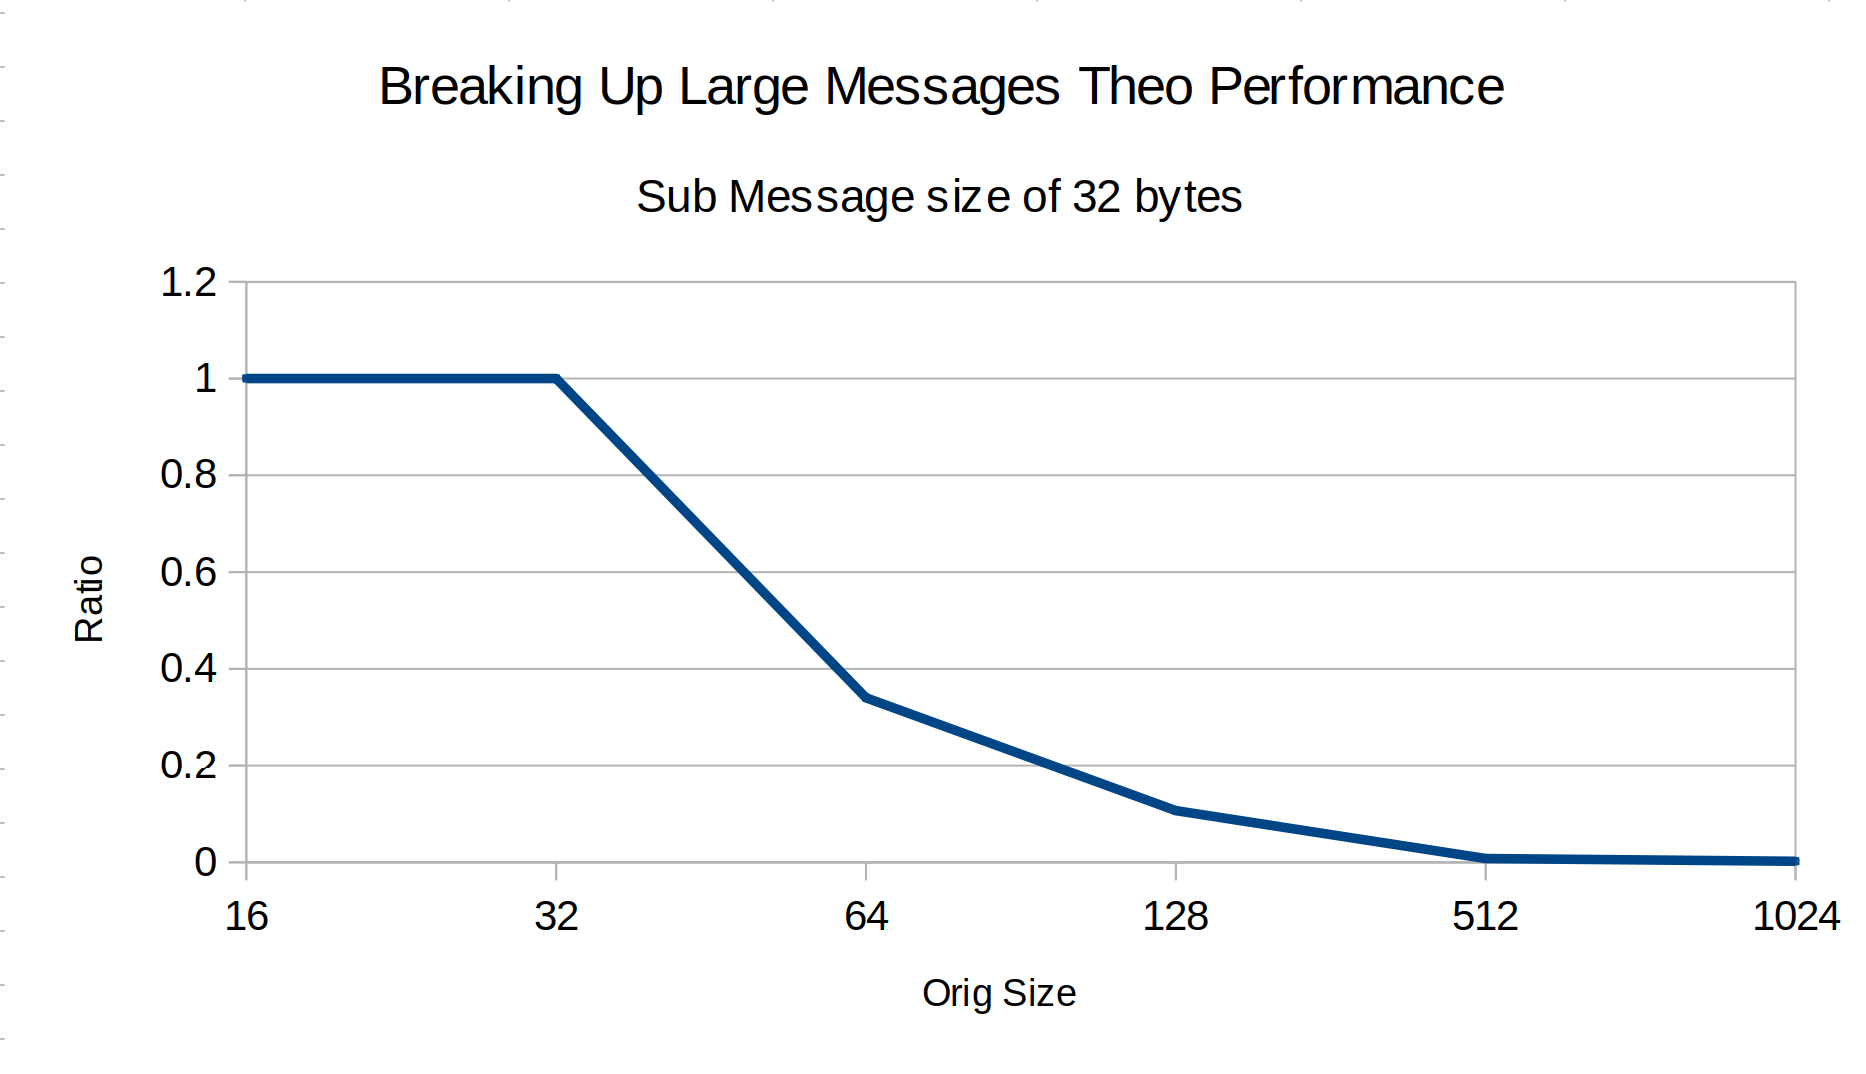 Breaking Up Large Messages Theo Performance
Sub Message size of 32 bytes
1.2
1
0.8
0.6
0.4
0.2
0
Ratio
16 32 64 128 512 1024
Orig Size